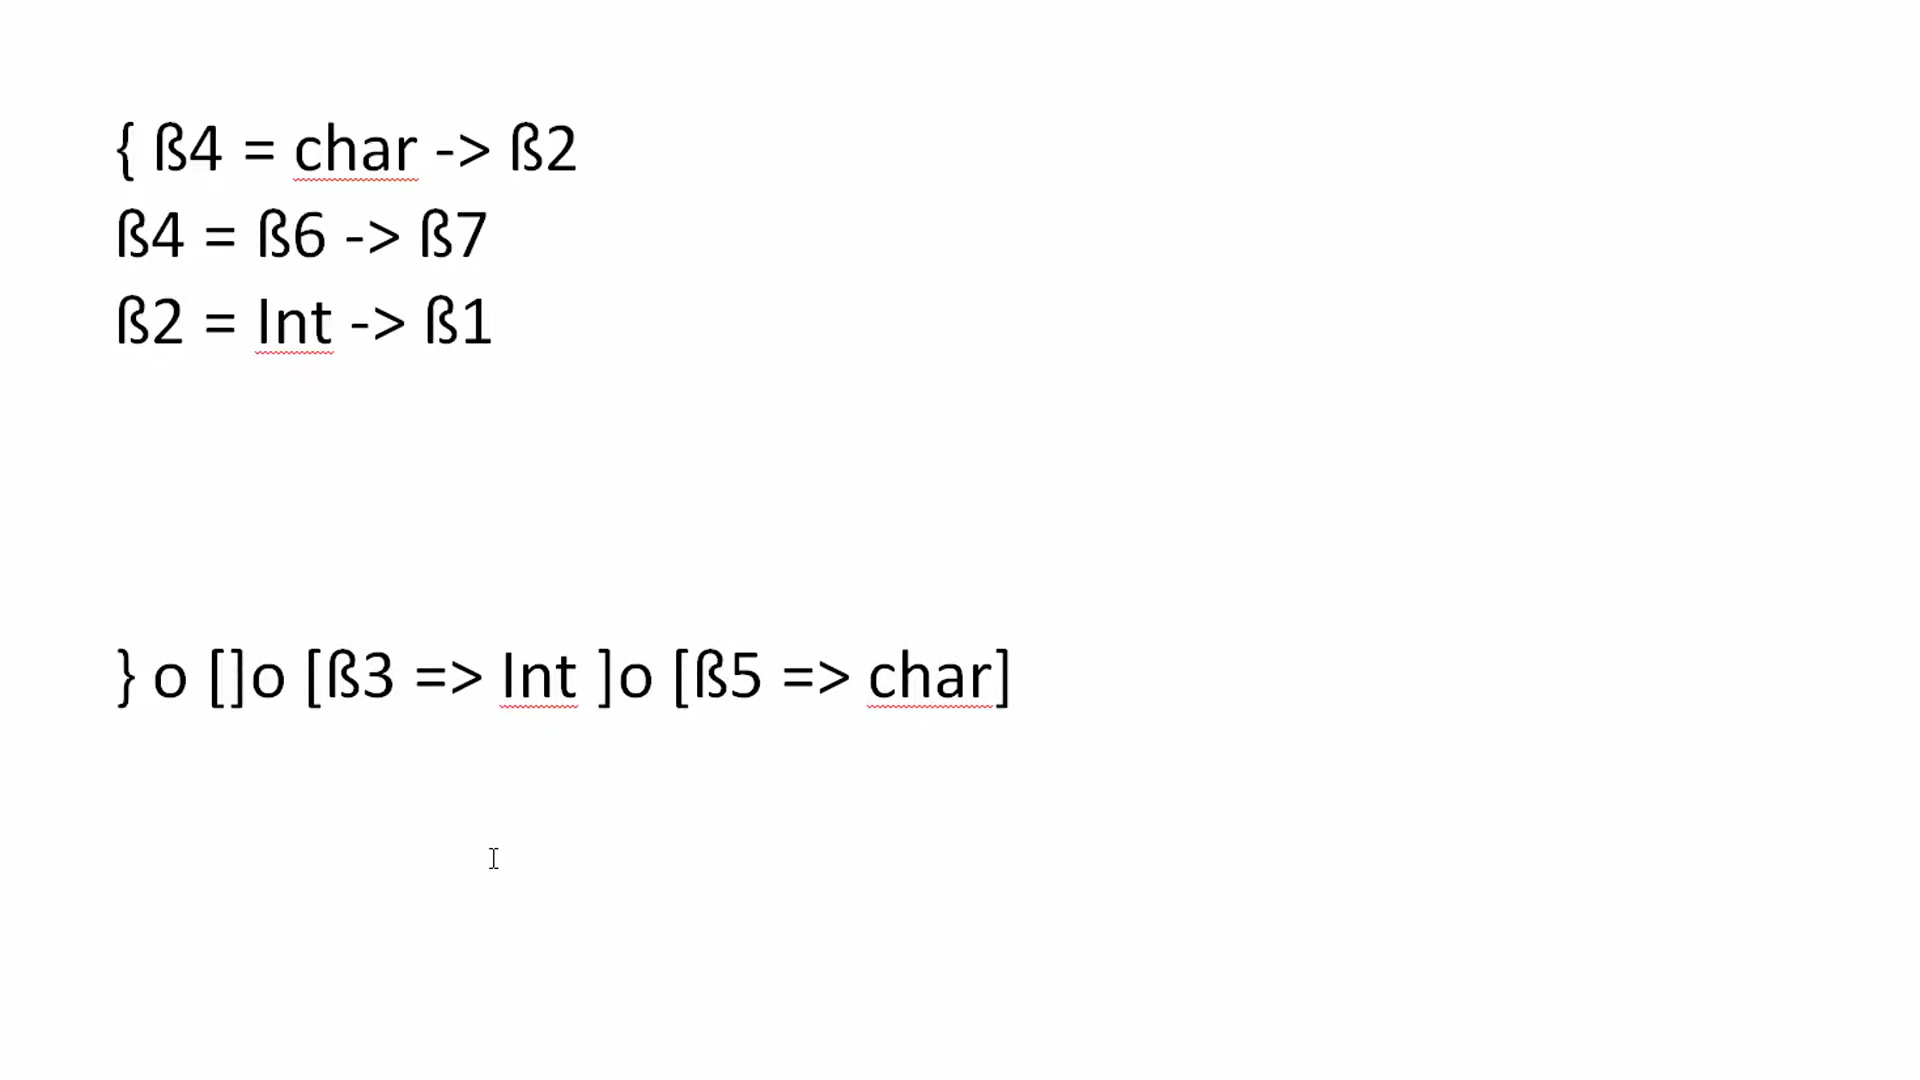 { ß4 = char -> ß2
ß4 = ß6 -> ß7
ß2 = Int -> ß1
} o []o [ß3 => Int ]o [ß5 => char]